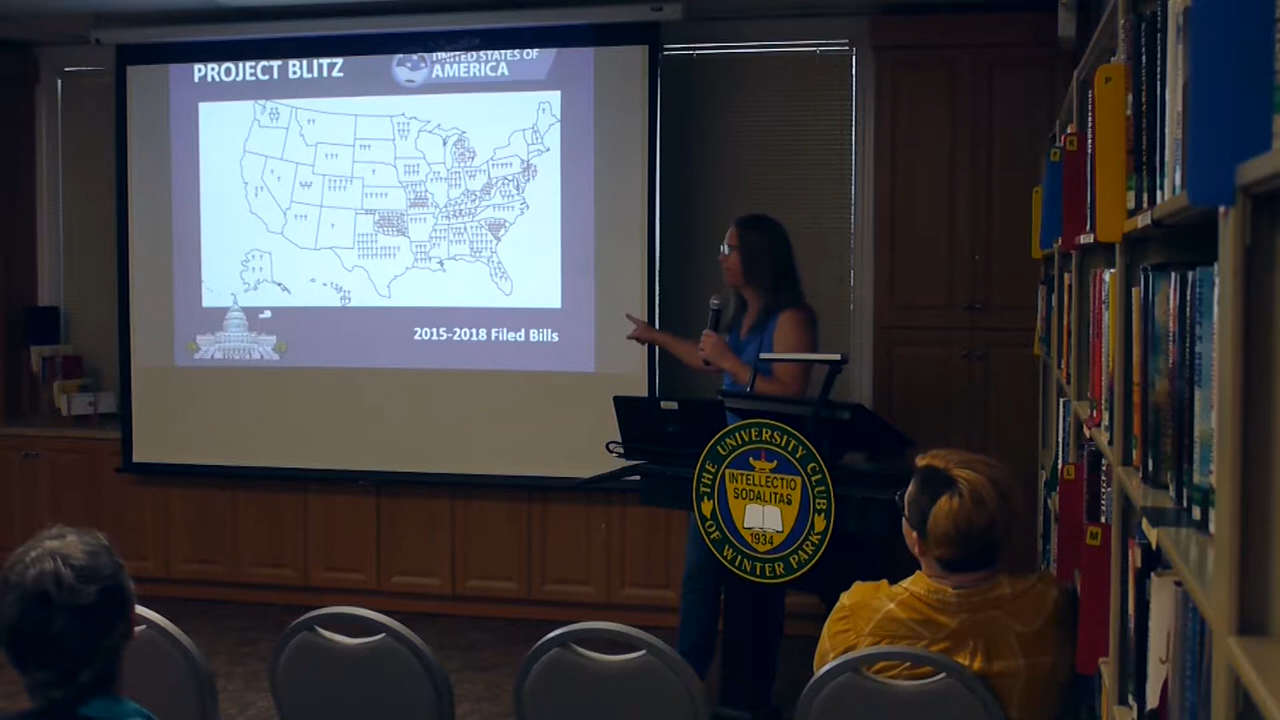 PROJECT BLITZ
UNITED STATES OF
AMERICA
2015-2018 Filed Bills
THE UNIVERSITY CLUB
INTELLECTIO
SODALITAS
1934
OF WINTER PARK
P
K
L
M